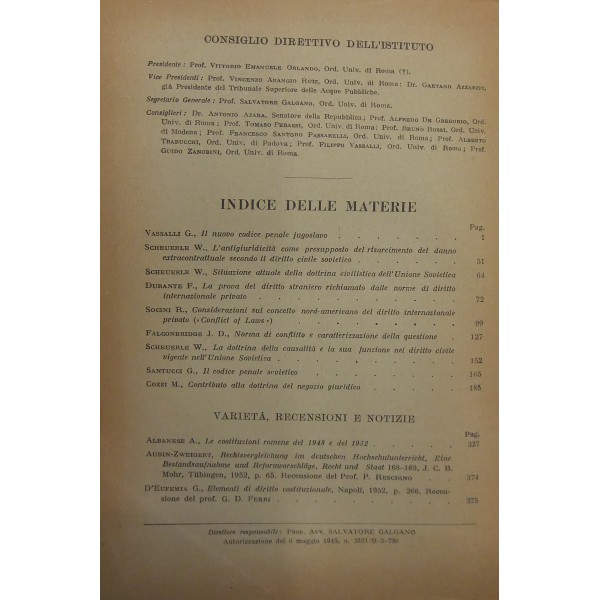 CONSIGLIO DIRETTIVO DELL'ISTITUTO
Presidente: Prof. VITTORIO EMANUELE ORLANDO, Ord. Univ. di Roma (†).
Vice Presidenti: Prof. VINCENZO ARANGIO RUIZ, Ord. Univ. di Roma: Dr. GAETANO AZZARITI,
già Presidente del Tribunale Superiore delle Acque Pubbliche.
Segretario Generale: Prof. SALVATORE GALGANO, Ord. Univ. di Roma.
Consiglieri: Dr. ANTONIO AZARA, Senatore della Repubblica; Prof. ALFREDO DE GREGORIO, Ord.
Univ. di Roma; Prof. TOMASO PERASSI, Ord. Univ. di Roma; Prof. BRUNO ROSSI, Ord. Univ.
di Modena; Prof. FRANCESCO SANTORO PASSARELLI, Ord. Univ. di Roma; Prof. ALBERTO
TRABUCCHI, Ord. Univ. di Padova; Prof. FILIPPO VASSALLI, Ord. Univ. di Roma; Prof.
GUIDO ZANOBINI, Ord. Univ. di Roma.
INDICE DELLE MATERIE
Pag.
VASSALLI G., Il nuovo codice penale jugoslavo . . . . . . . 1
SCHEUERLE W., L'antigiuridicità come presupposto del risarcimento del danno
extracontrattuale secondo il diritto civile sovietico . . . . . 51
SCHEUERLE W., Situazione attuale della dottrina civilistica dell'Unione Sovietica 64
DURANTE F., La prova del diritto straniero richiamato dalle norme di diritto
internazionale privato . . . . . . . . . . 72
SOCINI R., Considerazioni sul concetto nord-americano del diritto internazionale
privato («Conflict of Laws») . . . . . . . . . 99
FALCONBRIDGE J. D., Norma di conflitto e caratterizzazione della questione . . 127
SCHEUERLE W., La dottrina della causalità e la sua funzione nel diritto civile
vigente nell'Unione Sovietica . . . . . . . . . 152
SANTUCCI G., Il codice penale sovietico . . . . . . . . 165
COZZI M., Contributo alla dottrina del negozio giuridico . . . . . 185
VARIETÁ, RECENSIONI E NOTIZIE
Pag.
ALBANESE A., Le costituzioni romene del 1948 e del 1952 . . . . . 327
AUBIN-ZWEIGERT, Rechtsvergleichung im deutschen Hochschulunterricht, Eine
Bestandsaufnahme und Reformvorschläge, Recht und Staat 168-169, J. C. B.
Mohr, Tübingen, 1952, p. 65. Recensione del Prof. P. RESCIGNO . . . 374
D'EUFEMIA G., Elementi di diritto costituzionale, Napoli, 1952, p. 266, Recen-
sione del prof. G. D. FERRI . . . . . . . . . 375
Direttore responsabile: PROF. AVV. SALVATORE GALGANO
Autorizzazione del 6 maggio 1945, n.